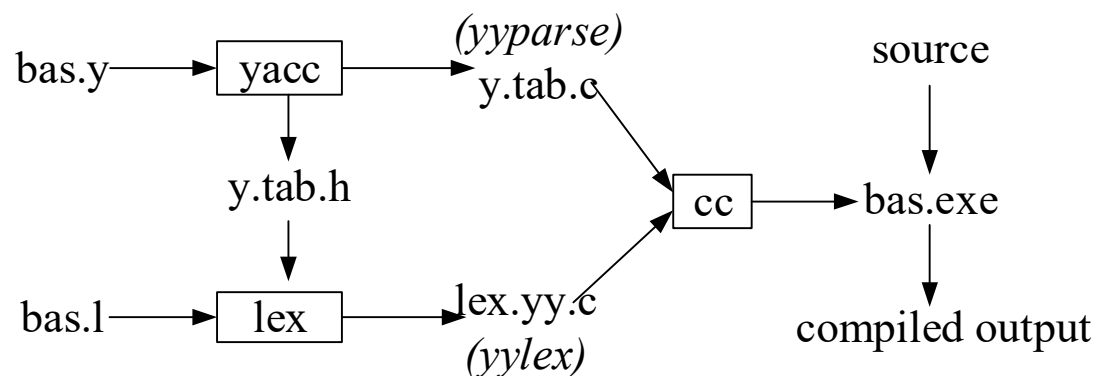 (yyparse)
bas.y
yacc
y.tab.c
source
y.tab.h
cc
bas.exe
bas.l
lex
lex.yy.c
(yylex)
compiled output